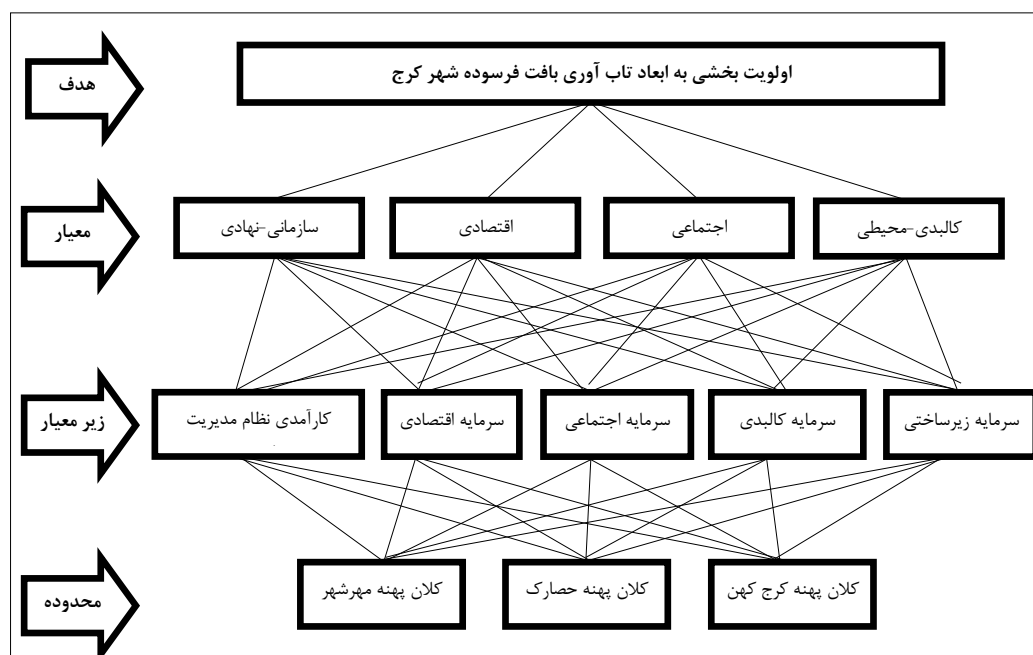 هدف
اولویت بخشی به ابعاد تاب آوری بافت فرسوده شهر کرج
معیار
کالبدی-محیطی
اجتماعی
اقتصادی
سازمانی-نهادی
زیر معیار
سرمایه زیرساختی
سرمایه کالبدی
سرمایه اجتماعی
سرمایه اقتصادی
کارآمدی نظام مدیریت
محدوده
کلان پهنه کرج کهن
کلان پهنه حصارک
کلان پهنه مهرشهر